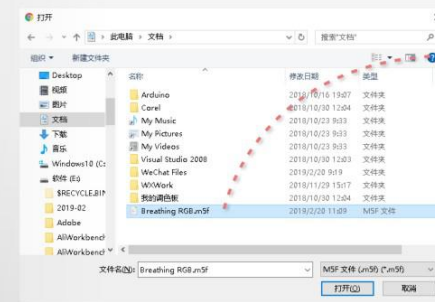 打开
此电脑 › 文档 ›
搜索"文档"
组织 新建文件夹
Desktop
视频
图片
文档
下载
音乐
Windows10 (C:
软件 (E:)
$RECYCLE.BIN
2019-02
Adobe
AliWorkbench
AliWorkbench
名称 修改日期 类型
Arduino 2018/10/16 19:07 文件夹
Corel 2018/10/30 12:04 文件夹
My Music 2018/10/23 9:33 文件夹
My Pictures 2018/10/23 9:33 文件夹
My Videos 2018/10/23 9:33 文件夹
Visual Studio 2008 2018/10/30 12:03 文件夹
WeChat Files 2019/2/20 9:19 文件夹
WXWork 2018/11/29 15:17 文件夹
我的调色板 2018/10/30 12:04 文件夹
Breathing RGB.m5f 2019/2/20 11:09 M5F 文件
文件名(N): Breathing RGB.m5f M5F 文件 (.m5f) (*.m5f)
打开(O) 取消